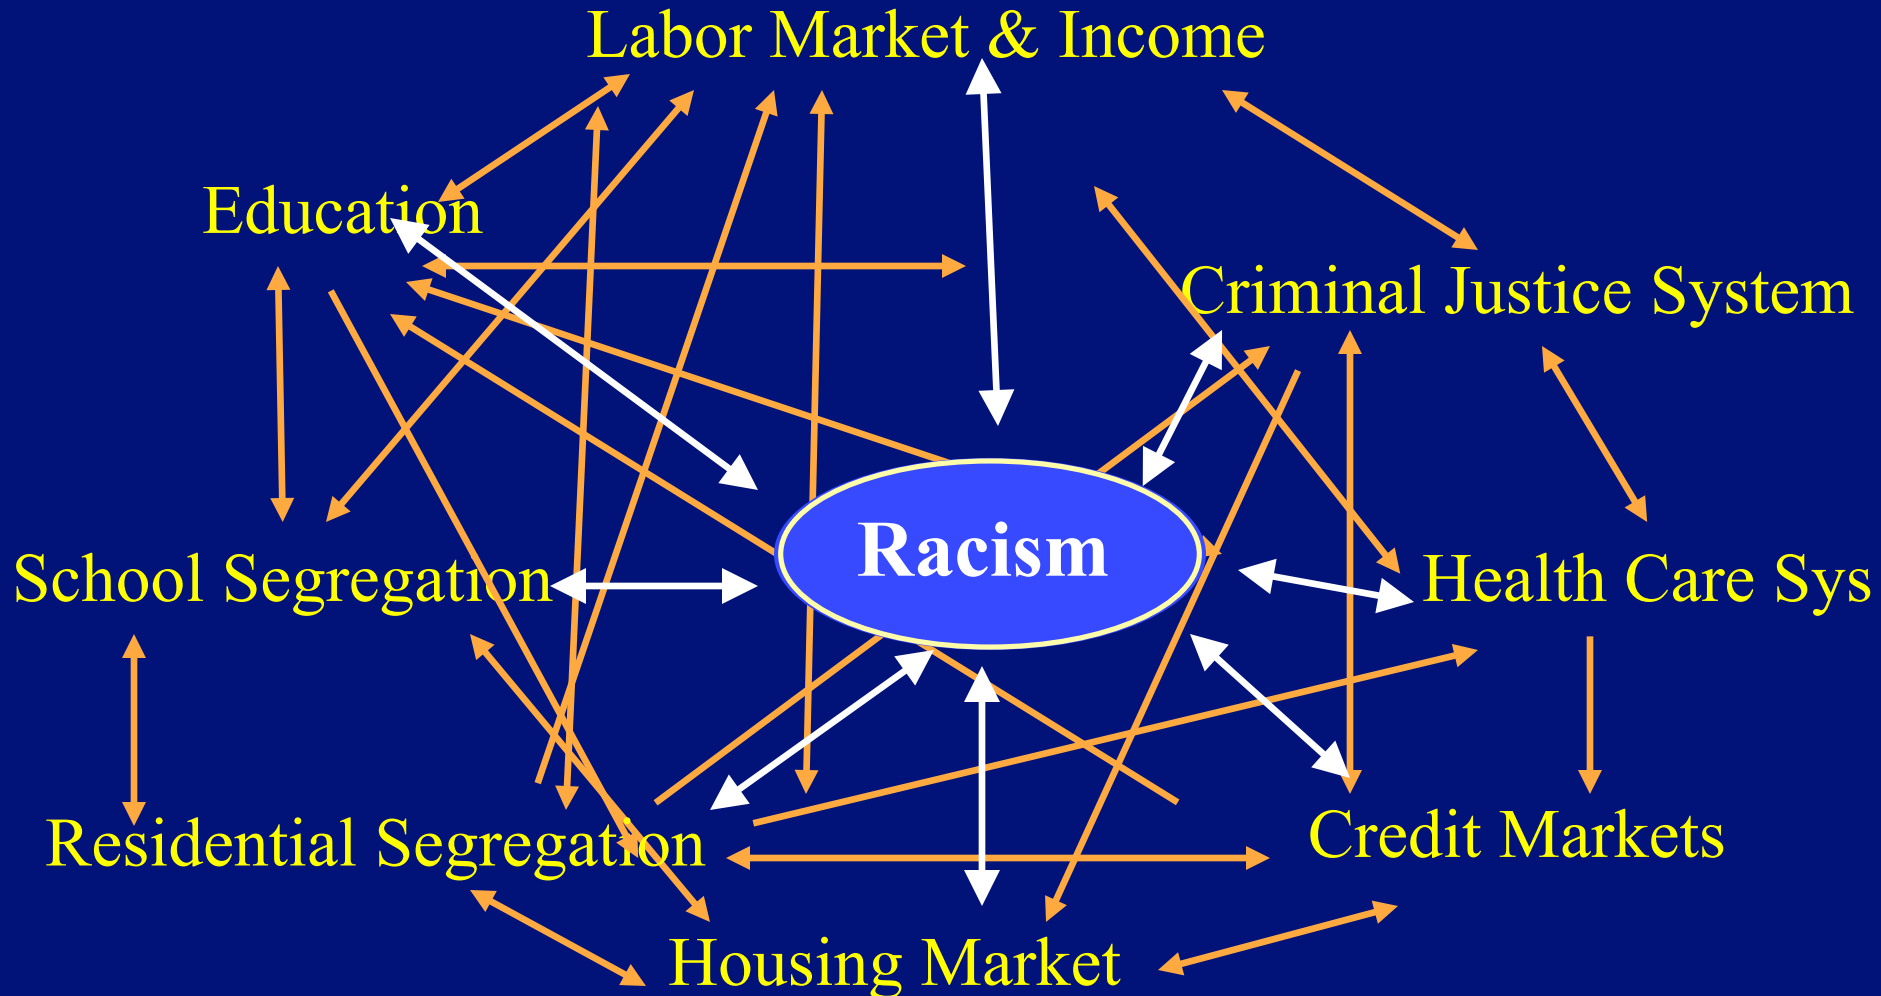 Labor Market & Income
Education
Criminal Justice System
Racism
School Segregation
Health Care Sys
Residential Segregation
Credit Markets
Housing Market